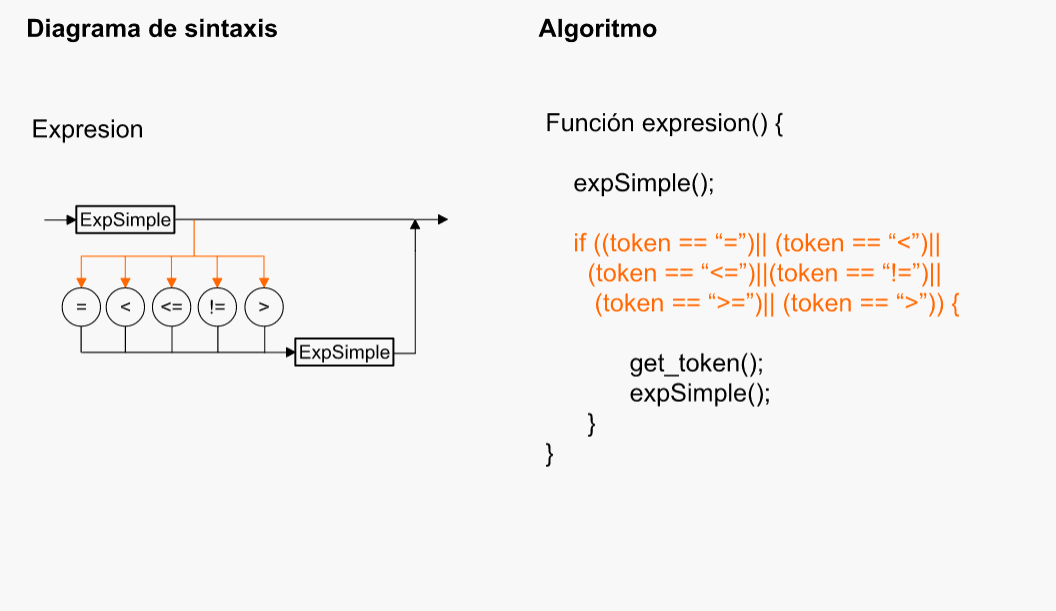 Diagrama de sintaxis
Algoritmo
Expresion
ExpSimple
=
<
<=
!=
>
ExpSimple
Función expresion() {
expSimple();
if ((token == “=”)|| (token == “<”)||
(token == “<=”)||(token == “!=”)||
(token == “>=”)|| (token == “>”)) {
get_token();
expSimple();
}
}